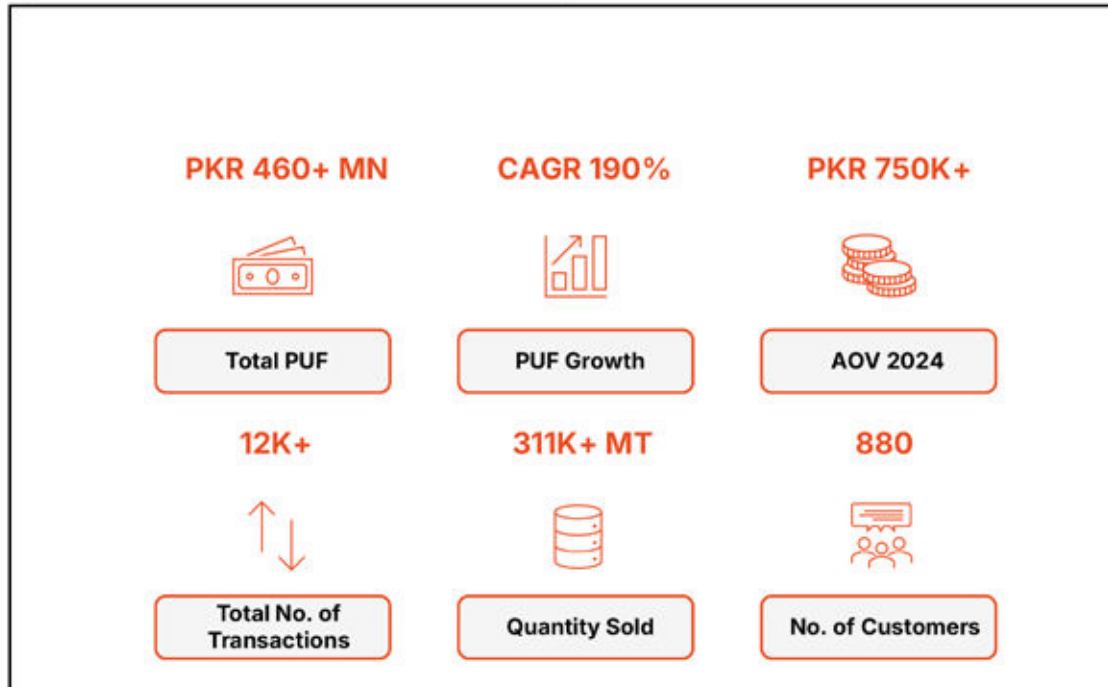 PKR 460+ MN
CAGR 190%
PKR 750K+
Total PUF
PUF Growth
AOV 2024
12K+
311K+ MT
880
Total No. of
Transactions
Quantity Sold
No. of Customers